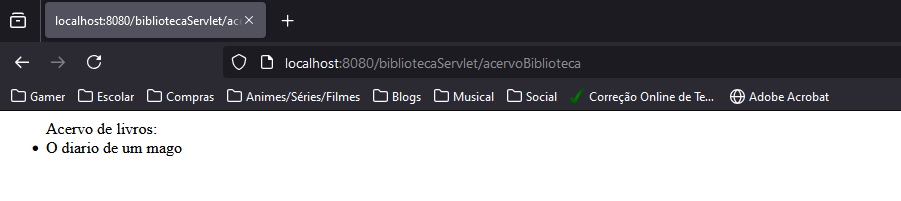 localhost:8080/bibliotecaServlet/ac
localhost:8080/bibliotecaServlet/acervoBiblioteca
Gamer Escolar Compras Animes/Séries/Filmes Blogs Musical Social Correção Online de Te... Adobe Acrobat
Acervo de livros:
• O diario de um mago